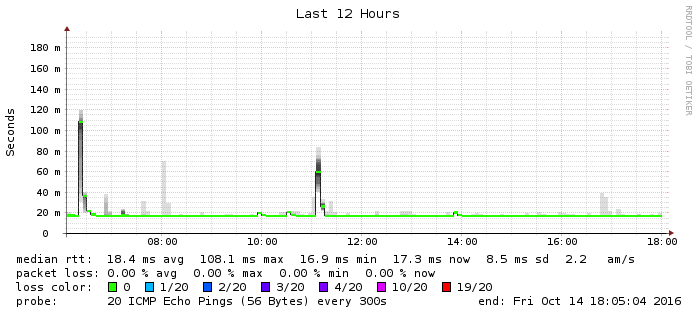 Last 12 Hours
RRDTOOL / TOBI OETIKER
Seconds
180 m
160 m
140 m
120 m
100 m
80 m
60 m
40 m
20 m
0
08:00 10:00 12:00 14:00 16:00 18:00
median rtt: 18.4 ms avg 108.1 ms max 16.9 ms min 17.3 ms now 8.5 ms sd 2.2 am/s
packet loss: 0.00 % avg 0.00 % max 0.00 % min 0.00 % now
loss color: 0 1/20 2/20 3/20 4/20 10/20 19/20
probe: 20 ICMP Echo Pings (56 Bytes) every 300s end: Fri Oct 14 18:05:04 2016